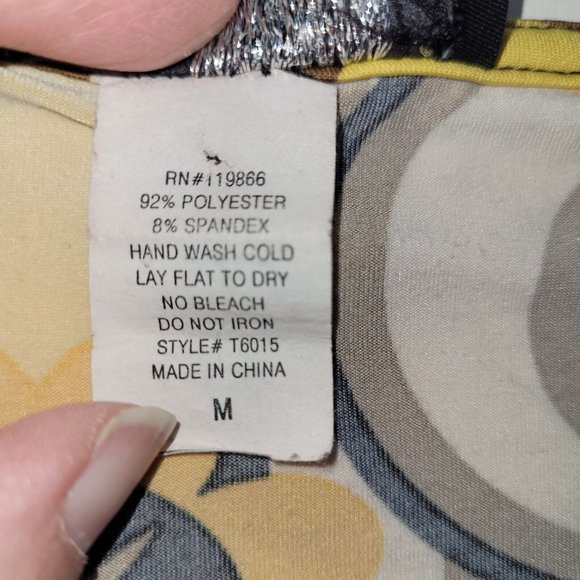 RN#119866
92% POLYESTER
8% SPANDEX
HAND WASH COLD
LAY FLAT TO DRY
NO BLEACH
DO NOT IRON
STYLE# T6015
MADE IN CHINA
M